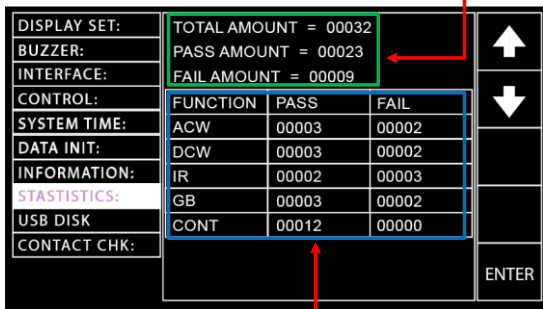 DISPLAY SET:
BUZZER:
INTERFACE:
CONTROL:
SYSTEM TIME:
DATA INIT:
INFORMATION:
STASTISTICS:
USB DISK
CONTACT CHK:
TOTAL AMOUNT = 00032
PASS AMOUNT = 00023
FAIL AMOUNT = 00009
FUNCTION PASS FAIL
ACW 00003 00002
DCW 00003 00002
IR 00002 00003
GB 00003 00002
CONT 00012 00000
ENTER